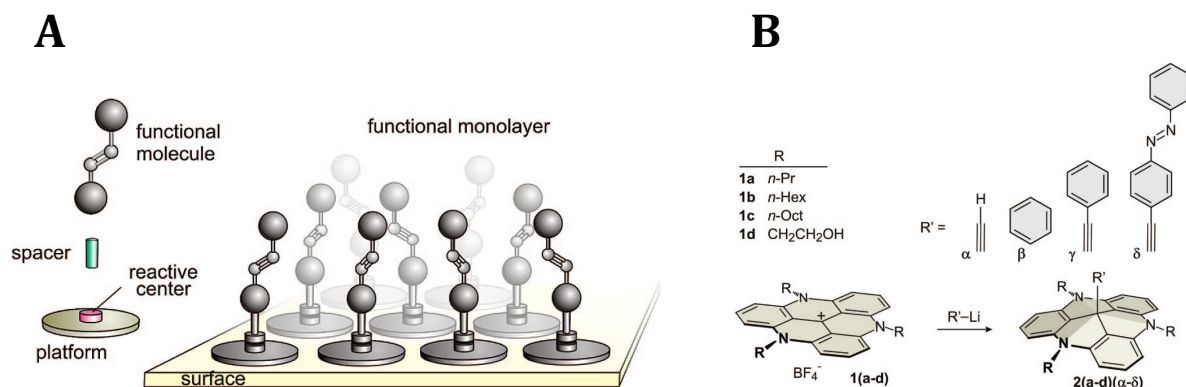 A
functional
molecule
spacer
reactive
center
platform
functional monolayer
surface
B
R
1a n-Pr
1b n-Hex
1c n-Oct
1d CH₂CH₂OH
R' =
H
α
β
γ
N
N
δ
R
N
R
N
N
R
+
BF₄⁻
1(a-d)
R'–Li
R'
R
N
N
R
N
R
2(a-d)(α-δ)